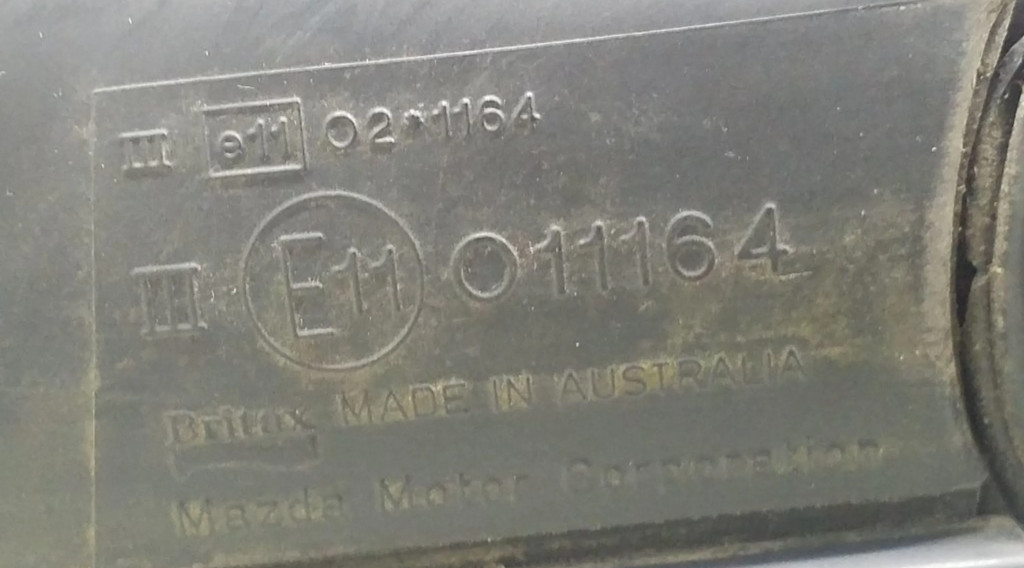 III e11 02*1164
III E11 011164
Britax MADE IN AUSTRALIA
Mazda Motor Corporation